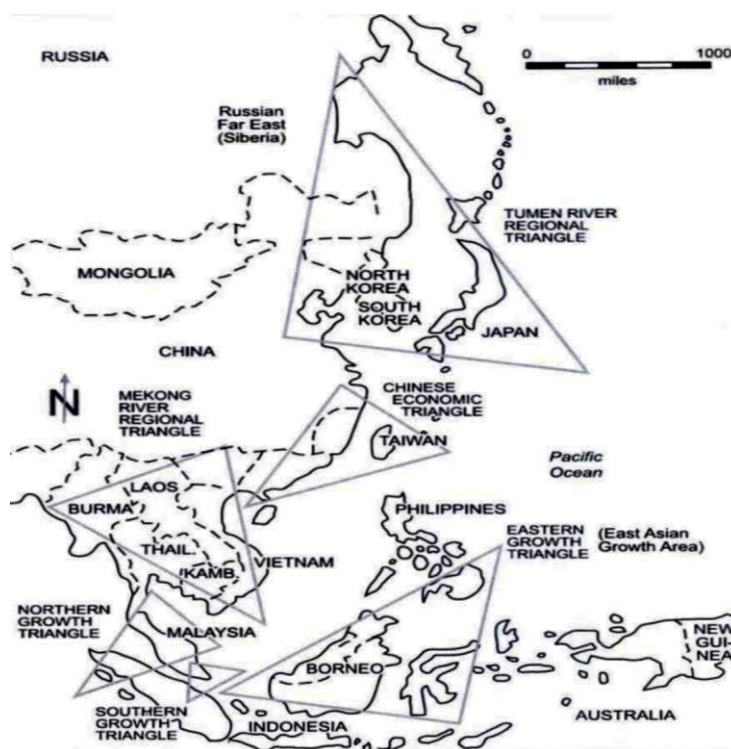 RUSSIA
0
1000
miles
Russian
Far East
(Siberia)
TUMEN RIVER
REGIONAL
TRIANGLE
MONGOLIA
NORTH
KOREA
SOUTH
KOREA
JAPAN
CHINA
N
MEKONG
RIVER
REGIONAL
TRIANGLE
CHINESE
ECONOMIC
TRIANGLE
TAIWAN
Pacific
Ocean
LAOS
BURMA
THAIL.
KAMB.
VIETNAM
PHILIPPINES
EASTERN
GROWTH
TRIANGLE
(East Asian
Growth Area)
NORTHERN
GROWTH
TRIANGLE
MALAYSIA
BORNEO
NEW
GUI-
NEA
SOUTHERN
GROWTH
TRIANGLE
INDONESIA
AUSTRALIA